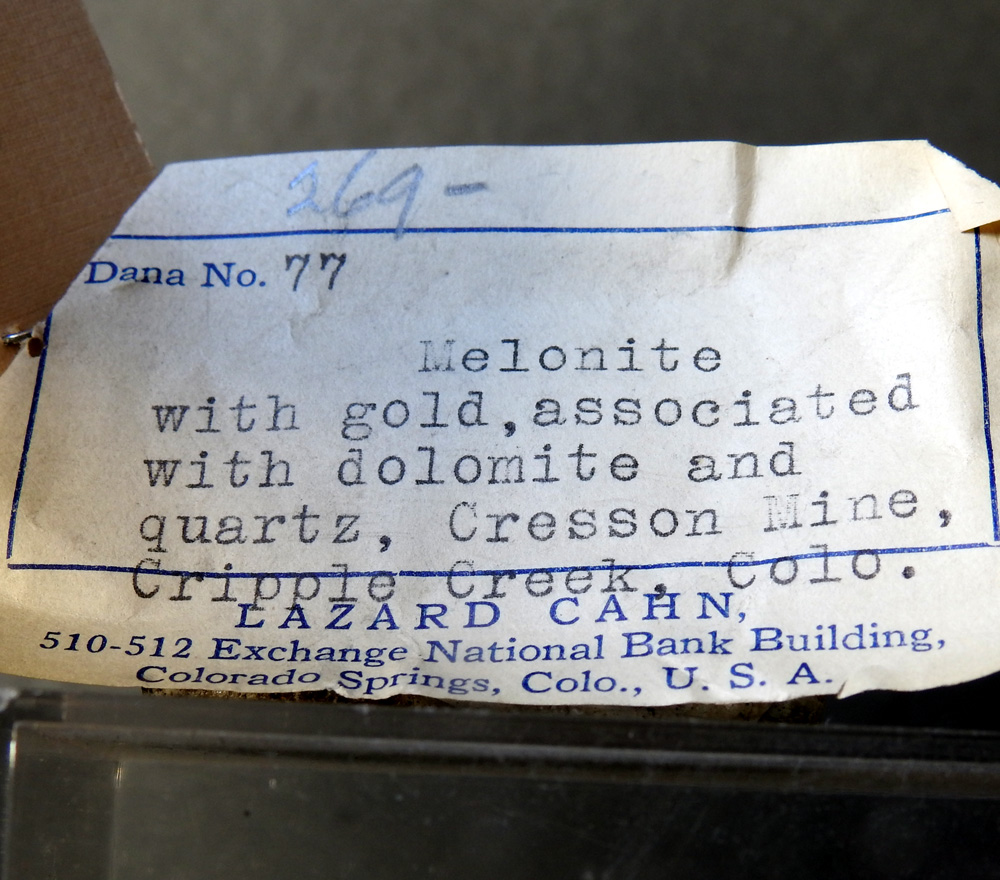 269-
Dana No. 77
Melonite
with gold,associated
with dolomite and
quartz, Cresson Mine,
Cripple Creek, Colo.
LAZARD CAHN,
510-512 Exchange National Bank Building,
Colorado Springs, Colo., U. S. A.